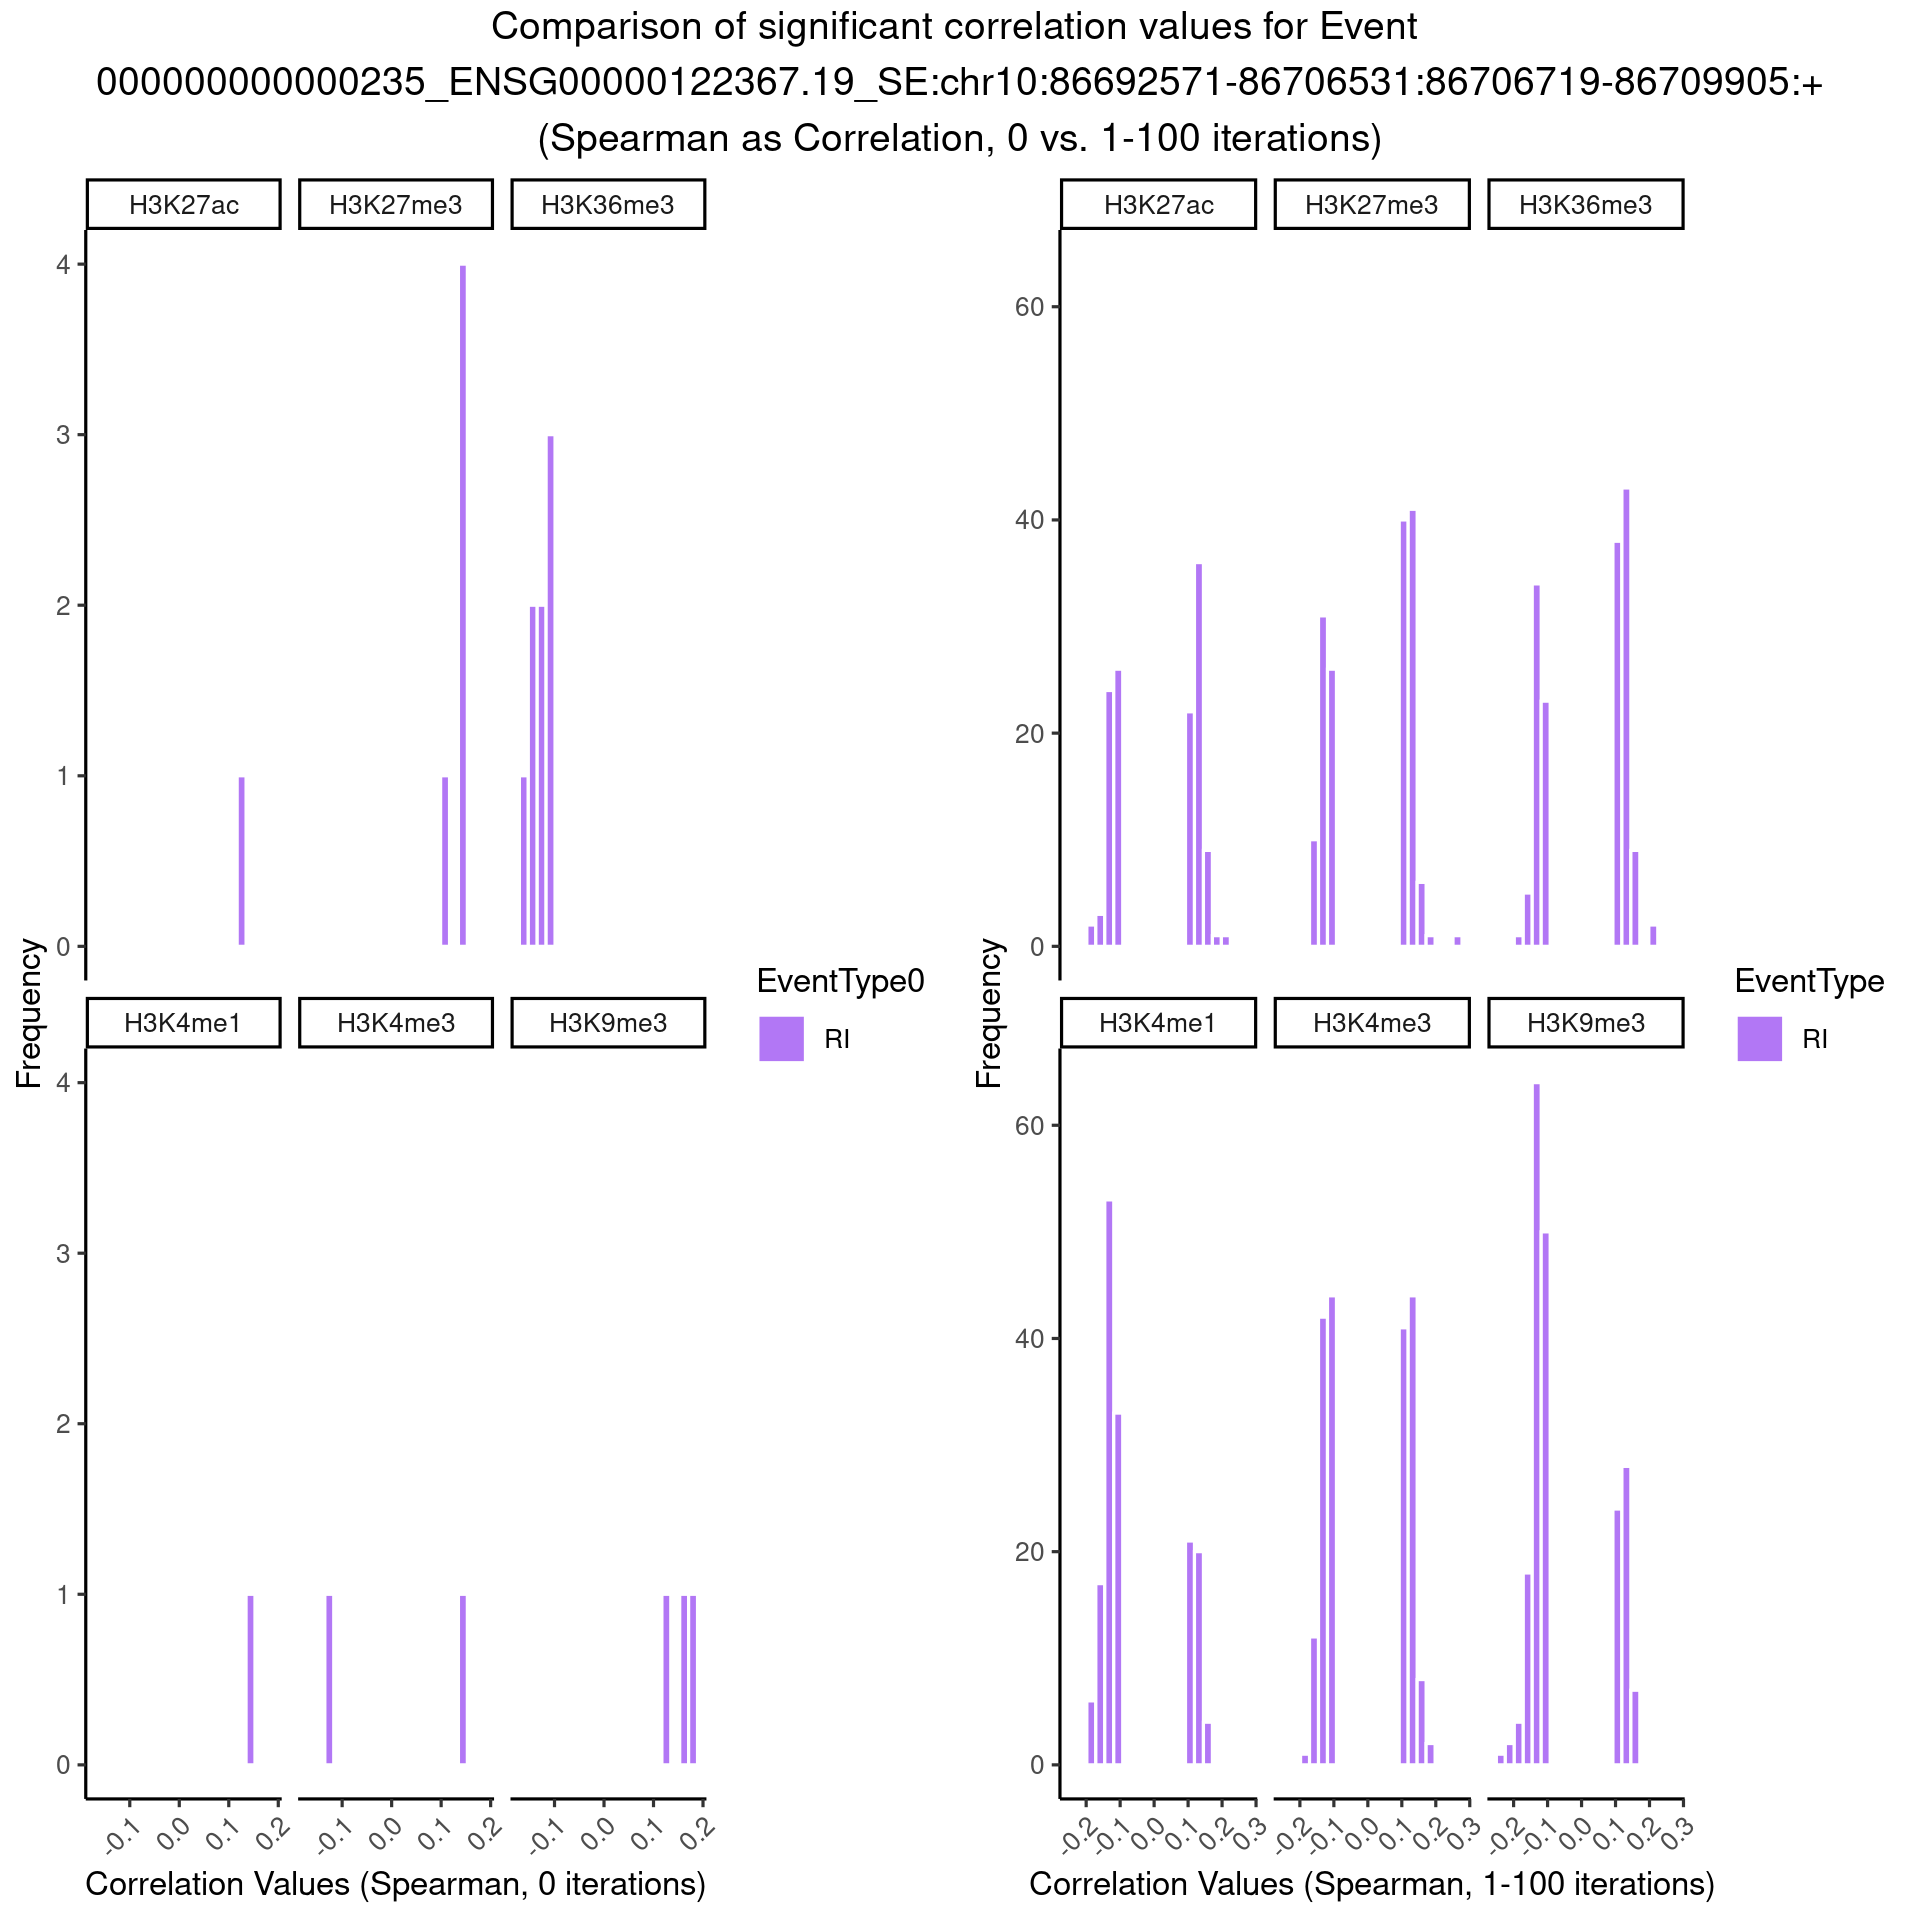 Comparison of significant correlation values for Event
000000000000235_ENSG00000122367.19_SE:chr10:86692571-86706531:86706719-86709905:+
(Spearman as Correlation, 0 vs. 1-100 iterations)
H3K27ac H3K27me3 H3K36me3
4
3
2
1
0
H3K4me1 H3K4me3 H3K9me3
4
3
2
1
0
-0.1 0.0 0.1 0.2 -0.1 0.0 0.1 0.2 -0.1 0.0 0.1 0.2
Frequency
Correlation Values (Spearman, 0 iterations)
EventType0
RI
H3K27ac H3K27me3 H3K36me3
60
40
20
0
H3K4me1 H3K4me3 H3K9me3
60
40
20
0
-0.2 -0.1 0.0 0.1 0.2 0.3 -0.2 -0.1 0.0 0.1 0.2 0.3 -0.2 -0.1 0.0 0.1 0.2 0.3
Frequency
Correlation Values (Spearman, 1-100 iterations)
EventType
RI